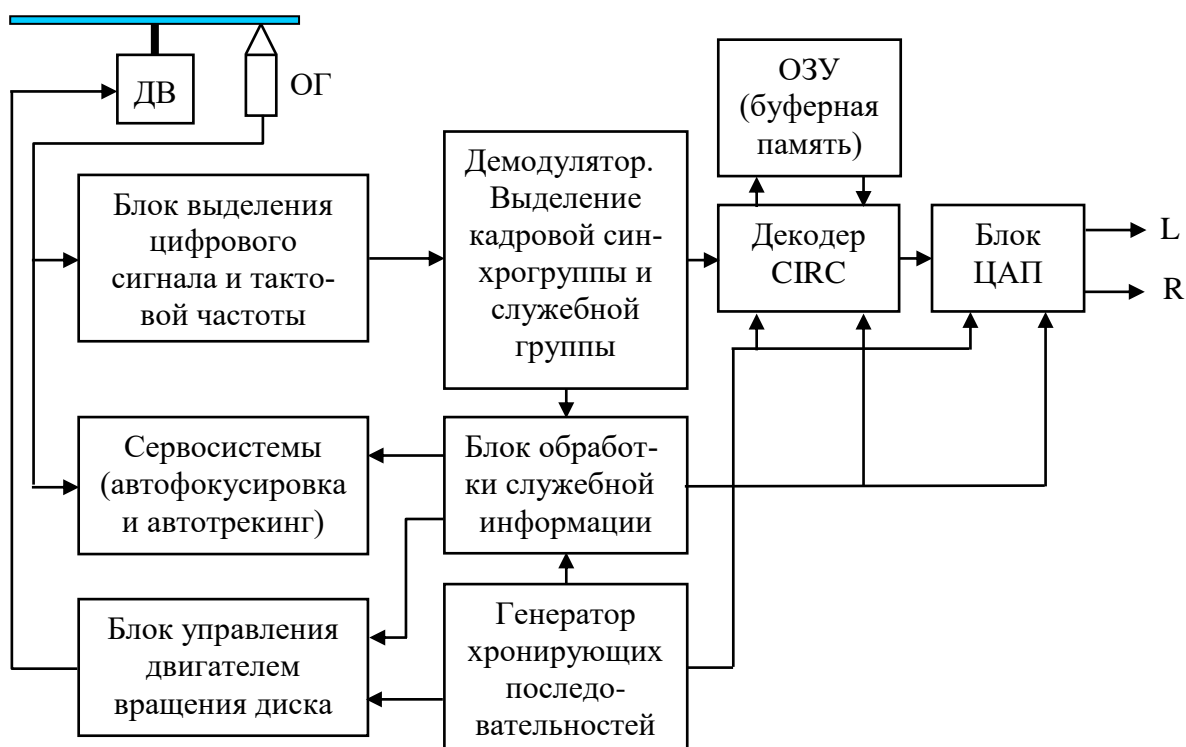 ДВ
ОГ
ОЗУ
(буферная
память)
Блок выделения
цифрового
сигнала и такто-
вой частоты
Демодулятор.
Выделение
кадровой син-
хрогруппы и
служебной
группы
Декодер
CIRC
Блок
ЦАП
L
R
Сервосистемы
(автофокусировка
и автотрекинг)
Блок обработ-
ки служебной
информации
Блок управления
двигателем
вращения диска
Генератор
хронирующих
последо-
вательностей